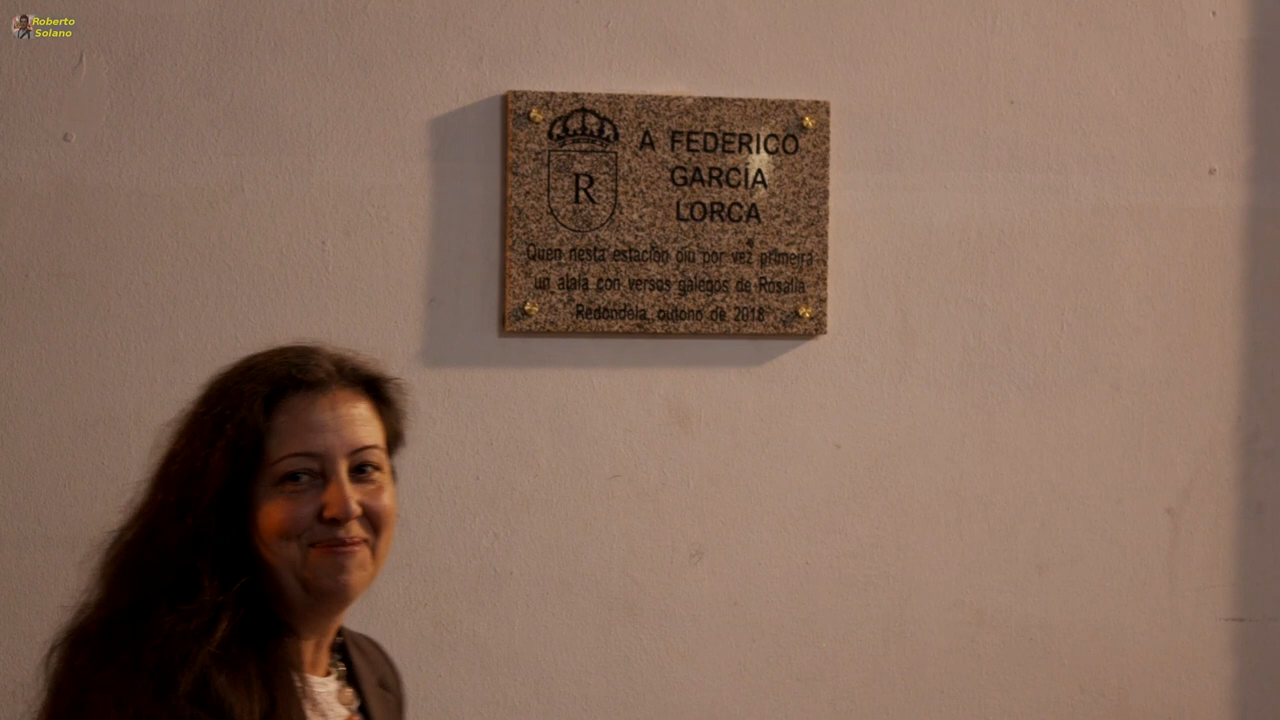 Roberto
Solano
A FEDERICO
GARCÍA
LORCA
R
Quen nesta estación oiu por vez primeira
un alalá con versos galegos de Rosalía
Redondela, outono de 2018